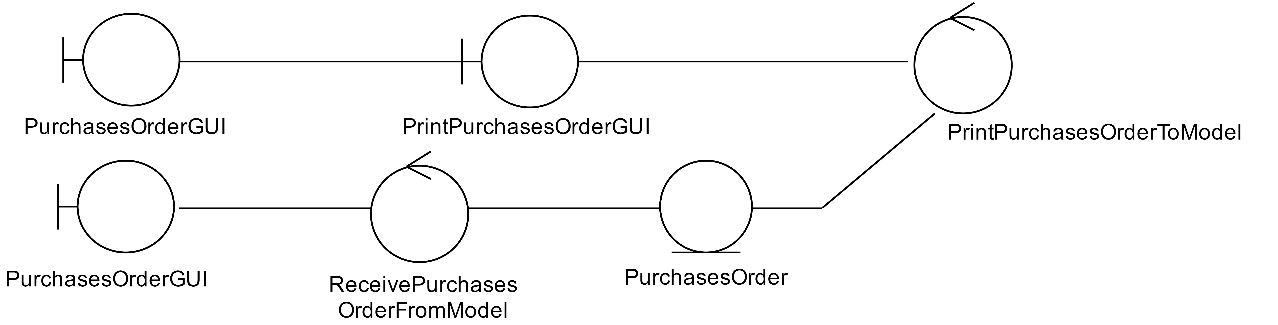 PurchasesOrderGUI
PrintPurchasesOrderGUI
PrintPurchasesOrderToModel
PurchasesOrderGUI
ReceivePurchases
OrderFromModel
PurchasesOrder